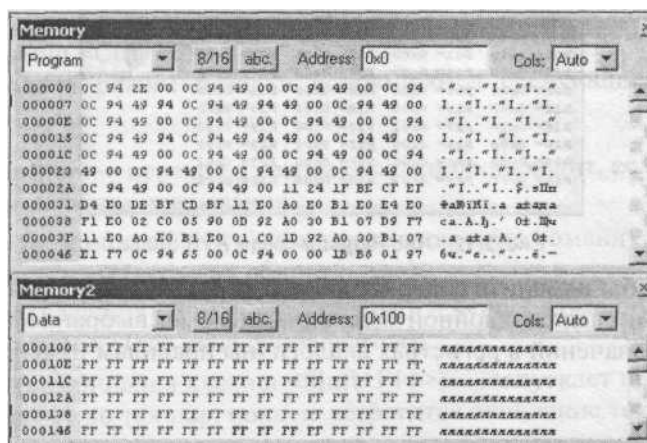 Memory
Program 8/16 abc. Address: 0x0 Cols: Auto
000000 0C 94 2E 00 0C 94 49 00 0C 94 49 00 0C 94
000007 0C 94 49 94 0C 94 49 94 49 00 0C 94 49 00
00000E 0C 94 49 00 0C 94 49 00 0C 94 49 00 0C 94
000015 0C 94 49 94 0C 94 49 94 49 00 0C 94 49 00
00001C 0C 94 49 00 0C 94 49 00 0C 94 49 00 0C 94
000023 49 00 0C 94 49 00 0C 94 49 00 0C 94 49 00
00002A 0C 94 49 00 0C 94 49 00 11 24 1F BE CF EF
000031 D4 E0 DE BF CD BF 11 E0 A0 E0 B1 E0 E4 E0
000038 F1 E0 02 C0 05 90 0D 92 A0 30 B1 07 D9 F7
00003F 11 E0 A0 E0 B1 E0 01 C0 1D 92 A0 30 B1 07
000046 E1 F7 0C 94 65 00 0C 94 00 00 1B B6 01 97
Memory2
Data 8/16 abc. Address: 0x100 Cols: Auto
000100 FF FF FF FF FF FF FF FF FF FF FF FF FF FF яяяяяяяяяяяяяя
00010E FF FF FF FF FF FF FF FF FF FF FF FF FF FF яяяяяяяяяяяяяя
00011C FF FF FF FF FF FF FF FF FF FF FF FF FF FF яяяяяяяяяяяяяя
00012A FF FF FF FF FF FF FF FF FF FF FF FF FF FF яяяяяяяяяяяяяя
000138 FF FF FF FF FF FF FF FF FF FF FF FF FF FF яяяяяяяяяяяяяя
000146 FF FF FF FF FF FF FF FF FF FF FF FF FF FF яяяяяяяяяяяяяя